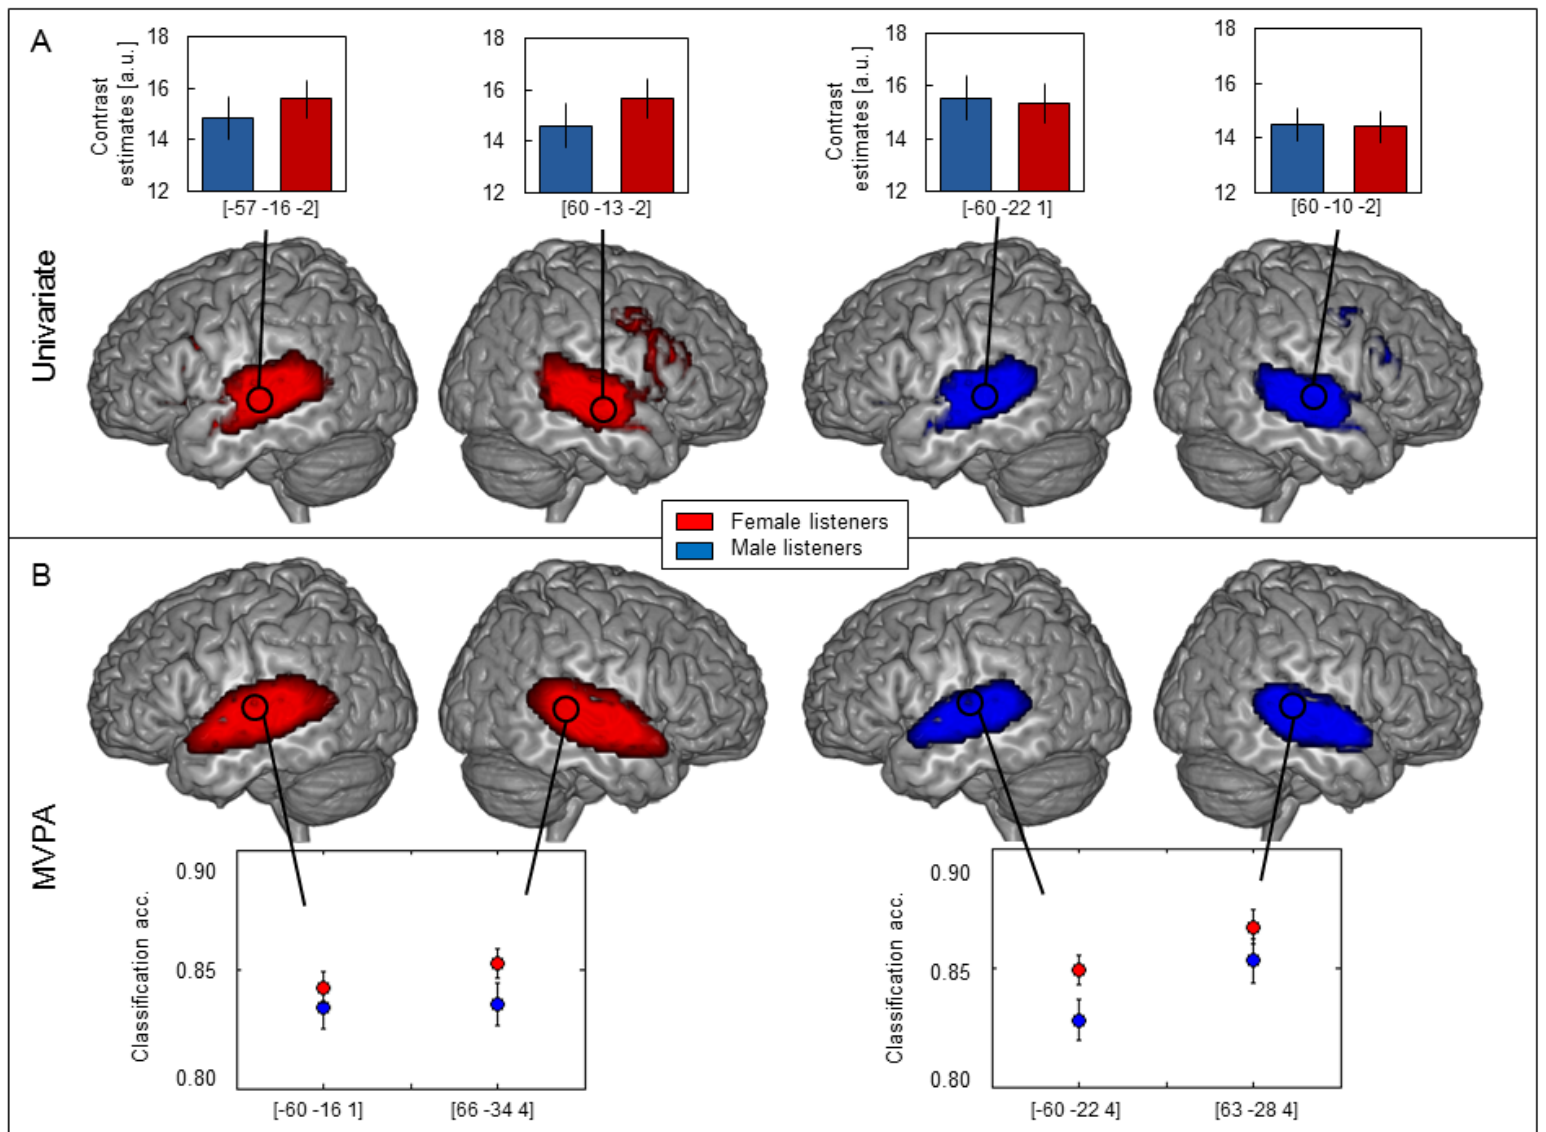 A
Contrast
estimates [a.u.]
18
16
14
12
[-57 -16 -2]
18
16
14
12
[60 -13 -2]
Contrast
estimates [a.u.]
18
16
14
12
[-60 -22 1]
18
16
14
12
[60 -10 -2]
Univariate
Female listeners
Male listeners
B
MVPA
Classification acc.
0.90
0.85
0.80
[-60 -16 1]
[66 -34 4]
Classification acc.
0.90
0.85
0.80
[-60 -22 4]
[63 -28 4]